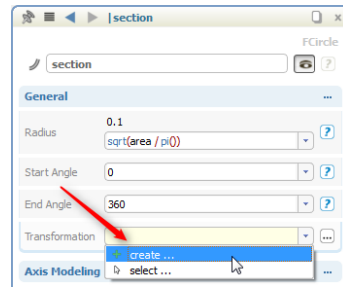 |section
FCircle
section
General
...
Radius
0.1
sqrt(area / pi())
?
Start Angle
0
?
End Angle
360
?
Transformation
...
create ...
select ...
Axis Modeling
...